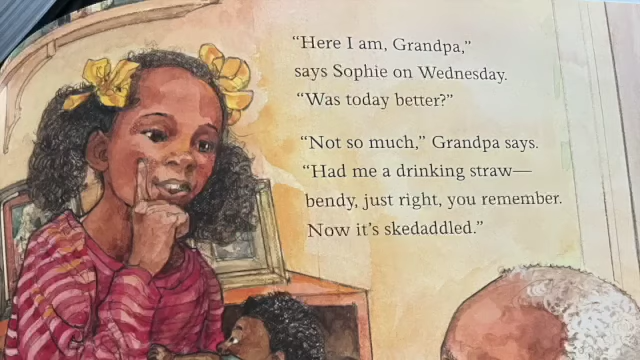 “Here I am, Grandpa,”
says Sophie on Wednesday.
“Was today better?”
“Not so much,” Grandpa says.
“Had me a drinking straw—
bendy, just right, you remember.
Now it’s skedaddled.”